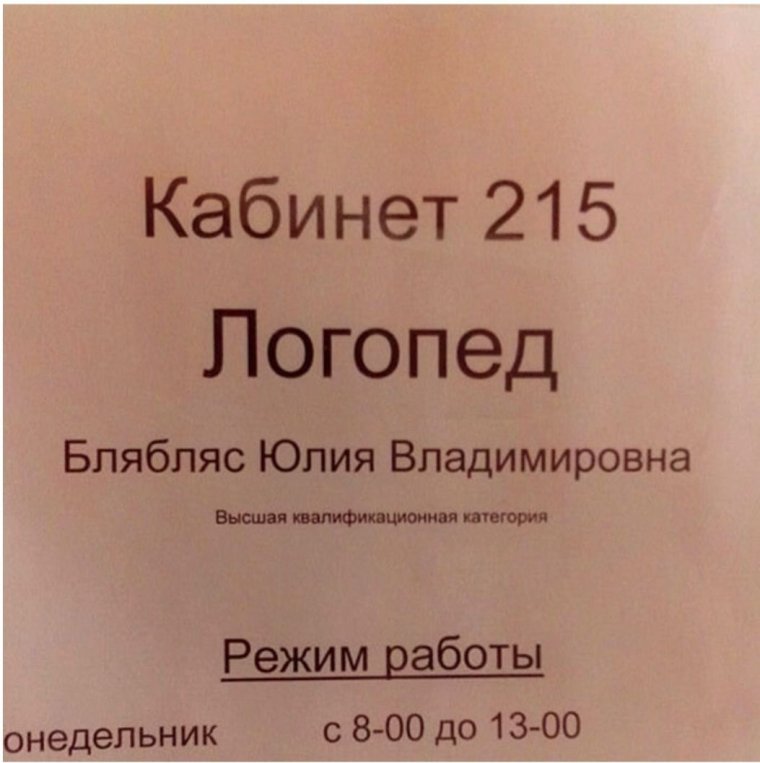 Кабинет 215
Логопед
Блябляс Юлия Владимировна
Высшая квалификационная категория
Режим работы
онедельник с 8-00 до 13-00